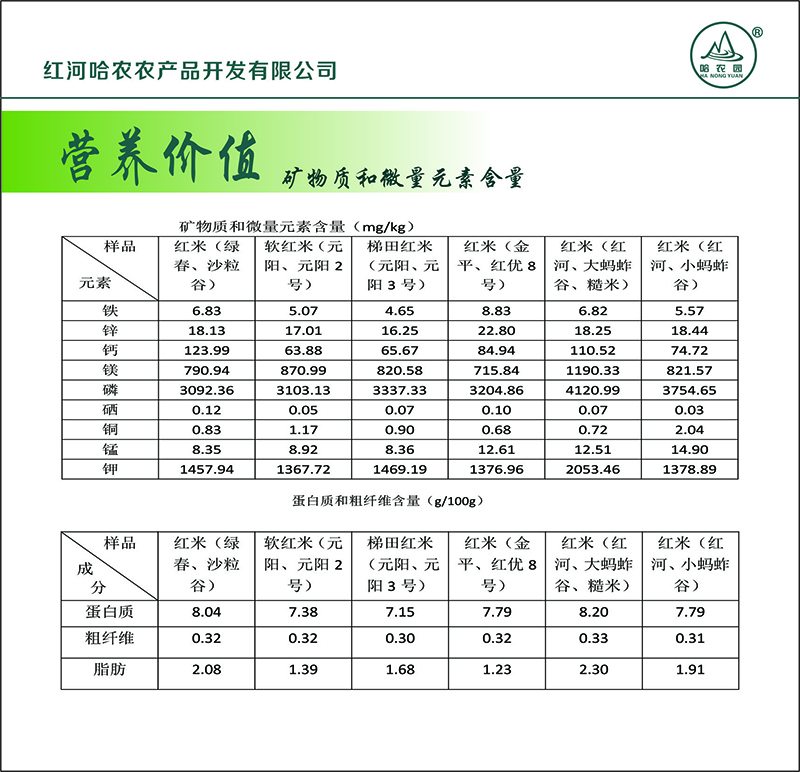 红河哈农农产品开发有限公司
哈农园
HA NONG YUAN
®
营养价值 矿物质和微量元素含量
矿物质和微量元素含量（mg/kg）
样品 红米（绿 软红米（元 梯田红米 红米（金 红米（红 红米（红
春、沙粒 阳、元阳2 （元阳、元 平、红优8 河、大蚂蚱 河、小蚂蚱
元素 谷） 号） 阳3号） 号） 谷、糙米） 谷）
铁 6.83 5.07 4.65 8.83 6.82 5.57
锌 18.13 17.01 16.25 22.80 18.25 18.44
钙 123.99 63.88 65.67 84.94 110.52 74.72
镁 790.94 870.99 820.58 715.84 1190.33 821.57
磷 3092.36 3103.13 3337.33 3204.86 4120.99 3754.65
硒 0.12 0.05 0.07 0.10 0.07 0.03
铜 0.83 1.17 0.90 0.68 0.72 2.04
锰 8.35 8.92 8.36 12.61 12.51 14.90
钾 1457.94 1367.72 1469.19 1376.96 2053.46 1378.89
蛋白质和粗纤维含量（g/100g）
样品 红米（绿 软红米（元 梯田红米 红米（金 红米（红 红米（红
成 春、沙粒 阳、元阳2 （元阳、元 平、红优8 河、大蚂蚱 河、小蚂蚱
分 谷） 号） 阳3号） 号） 谷、糙米） 谷）
蛋白质 8.04 7.38 7.15 7.79 8.20 7.79
粗纤维 0.32 0.32 0.30 0.32 0.33 0.31
脂肪 2.08 1.39 1.68 1.23 2.30 1.91